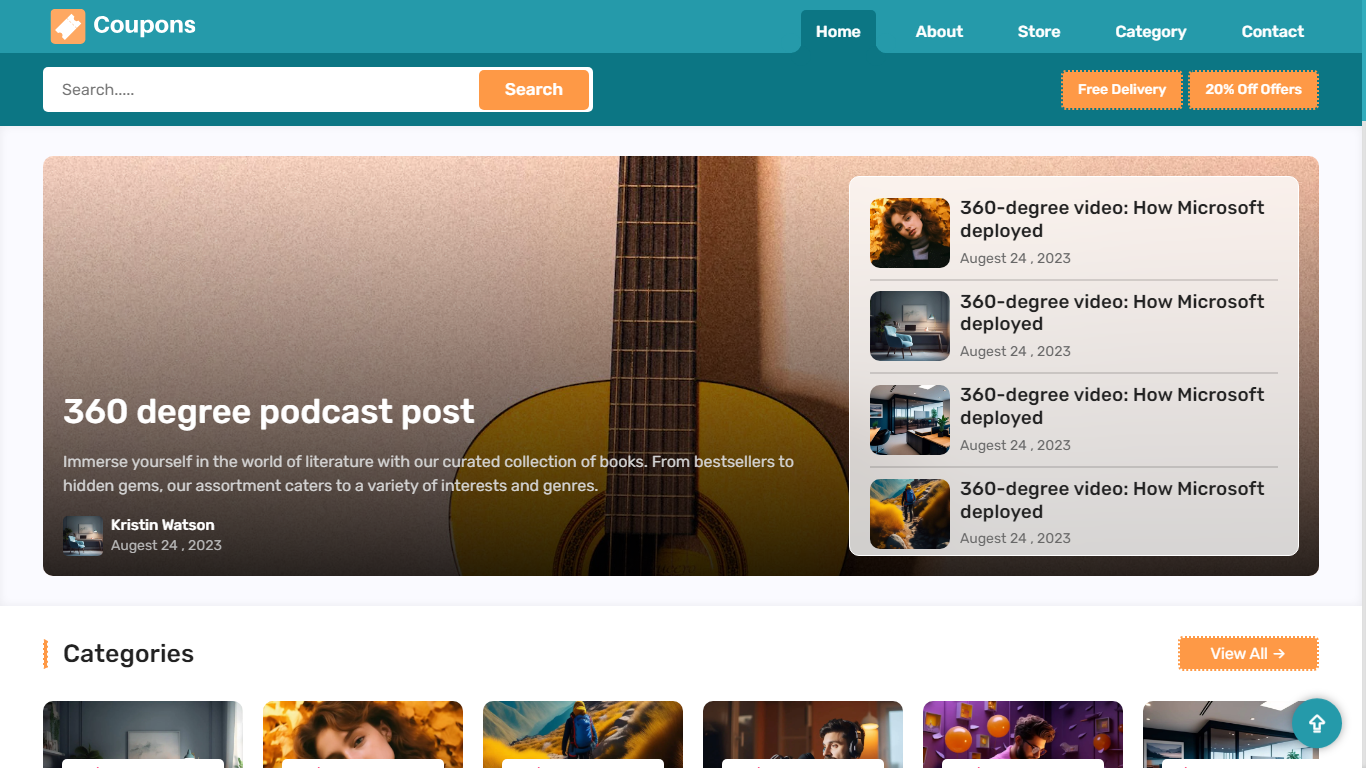 Coupons
Home
About
Store
Category
Contact
Search.....
Search
Free Delivery
20% Off Offers
360 degree podcast post
Immerse yourself in the world of literature with our curated collection of books. From bestsellers to
hidden gems, our assortment caters to a variety of interests and genres.
Kristin Watson
Augest 24 , 2023
360-degree video: How Microsoft
deployed
Augest 24 , 2023
360-degree video: How Microsoft
deployed
Augest 24 , 2023
360-degree video: How Microsoft
deployed
Augest 24 , 2023
360-degree video: How Microsoft
deployed
Augest 24 , 2023
Categories
View All →